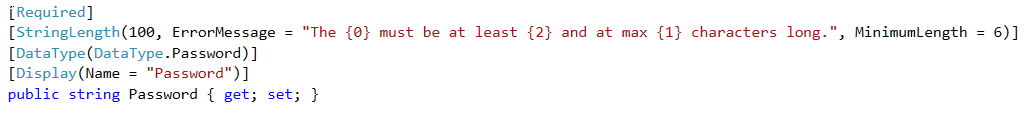 [Required]
[StringLength(100, ErrorMessage = "The {0} must be at least {2} and at max {1} characters long.", MinimumLength = 6)]
[DataType(DataType.Password)]
[Display(Name = "Password")]
public string Password { get; set; }